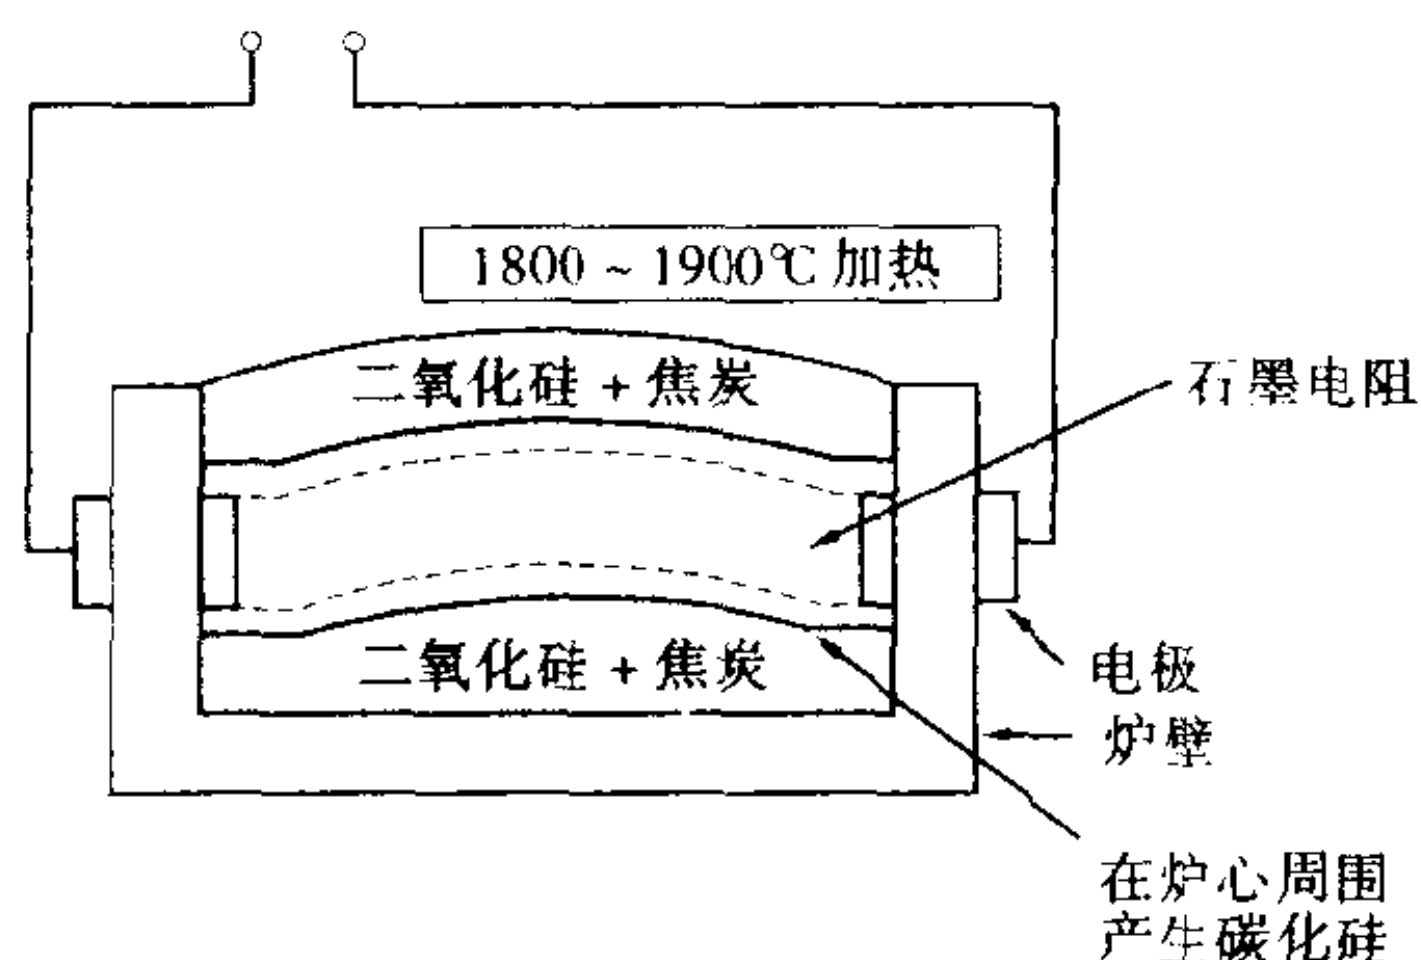 1800 ~ 1900℃ 加热
二氧化硅 + 焦炭
石墨电阻
二氧化硅 + 焦炭
电极
炉壁
在炉心周围
产生碳化硅